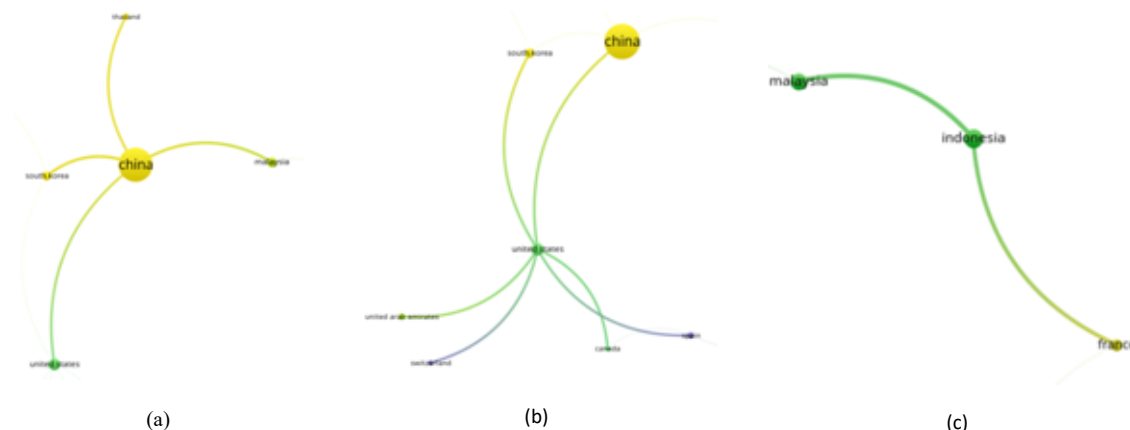 thailand
china
south korea
malaysia
united states
(a)
china
south korea
united states
united arab emirates
switzerland
canada
(b)
malaysia
indonesia
franc
(c)